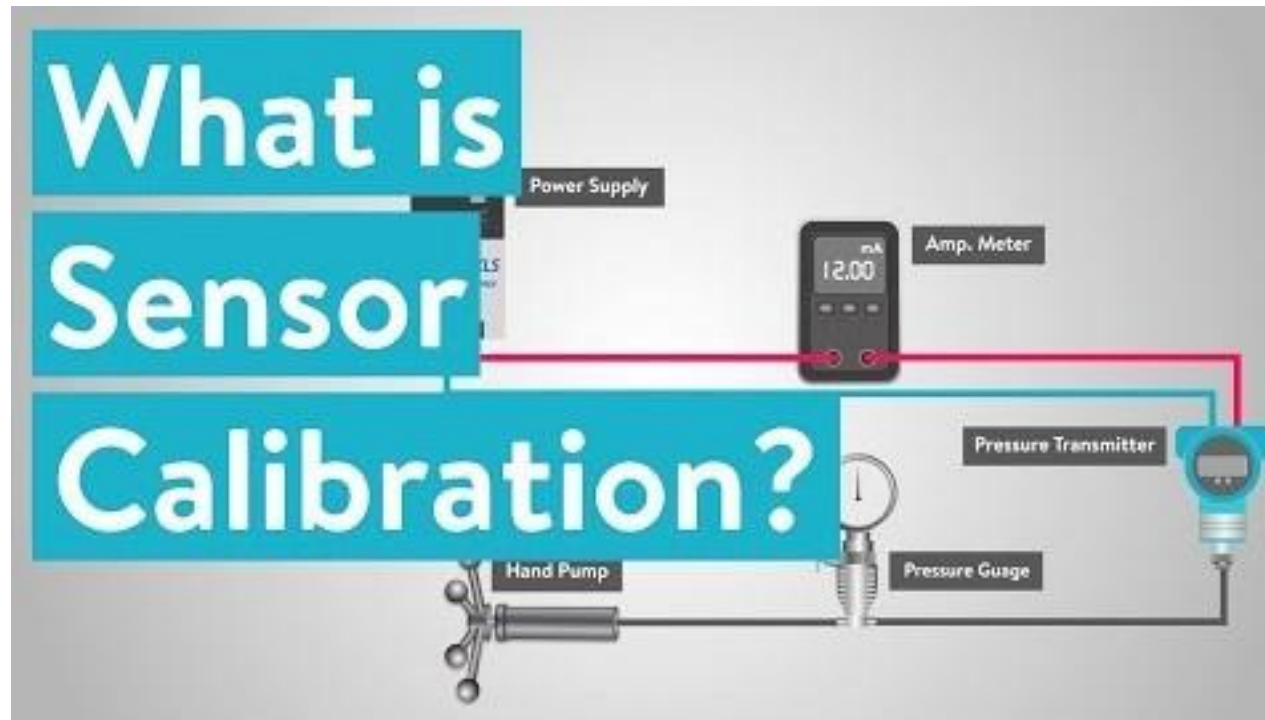 What is
Power Supply
Sensor
mA
12.00
Amp. Meter
Calibration?
Pressure Transmitter
Hand Pump
Pressure Guage